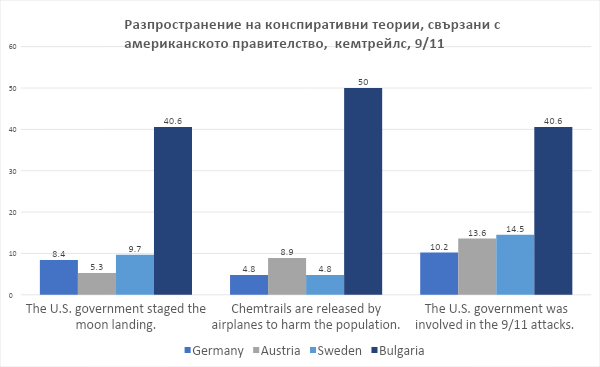 Разпространение на конспиративни теории, свързани с
американското правителство, кемтрейлс, 9/11
60
50
40
30
20
10
0
8.4
5.3
9.7
40.6
4.8
8.9
4.8
50
10.2
13.6
14.5
40.6
The U.S. government staged the
moon landing.
Chemtrails are released by
airplanes to harm the population.
The U.S. government was
involved in the 9/11 attacks.
Germany Austria Sweden Bulgaria